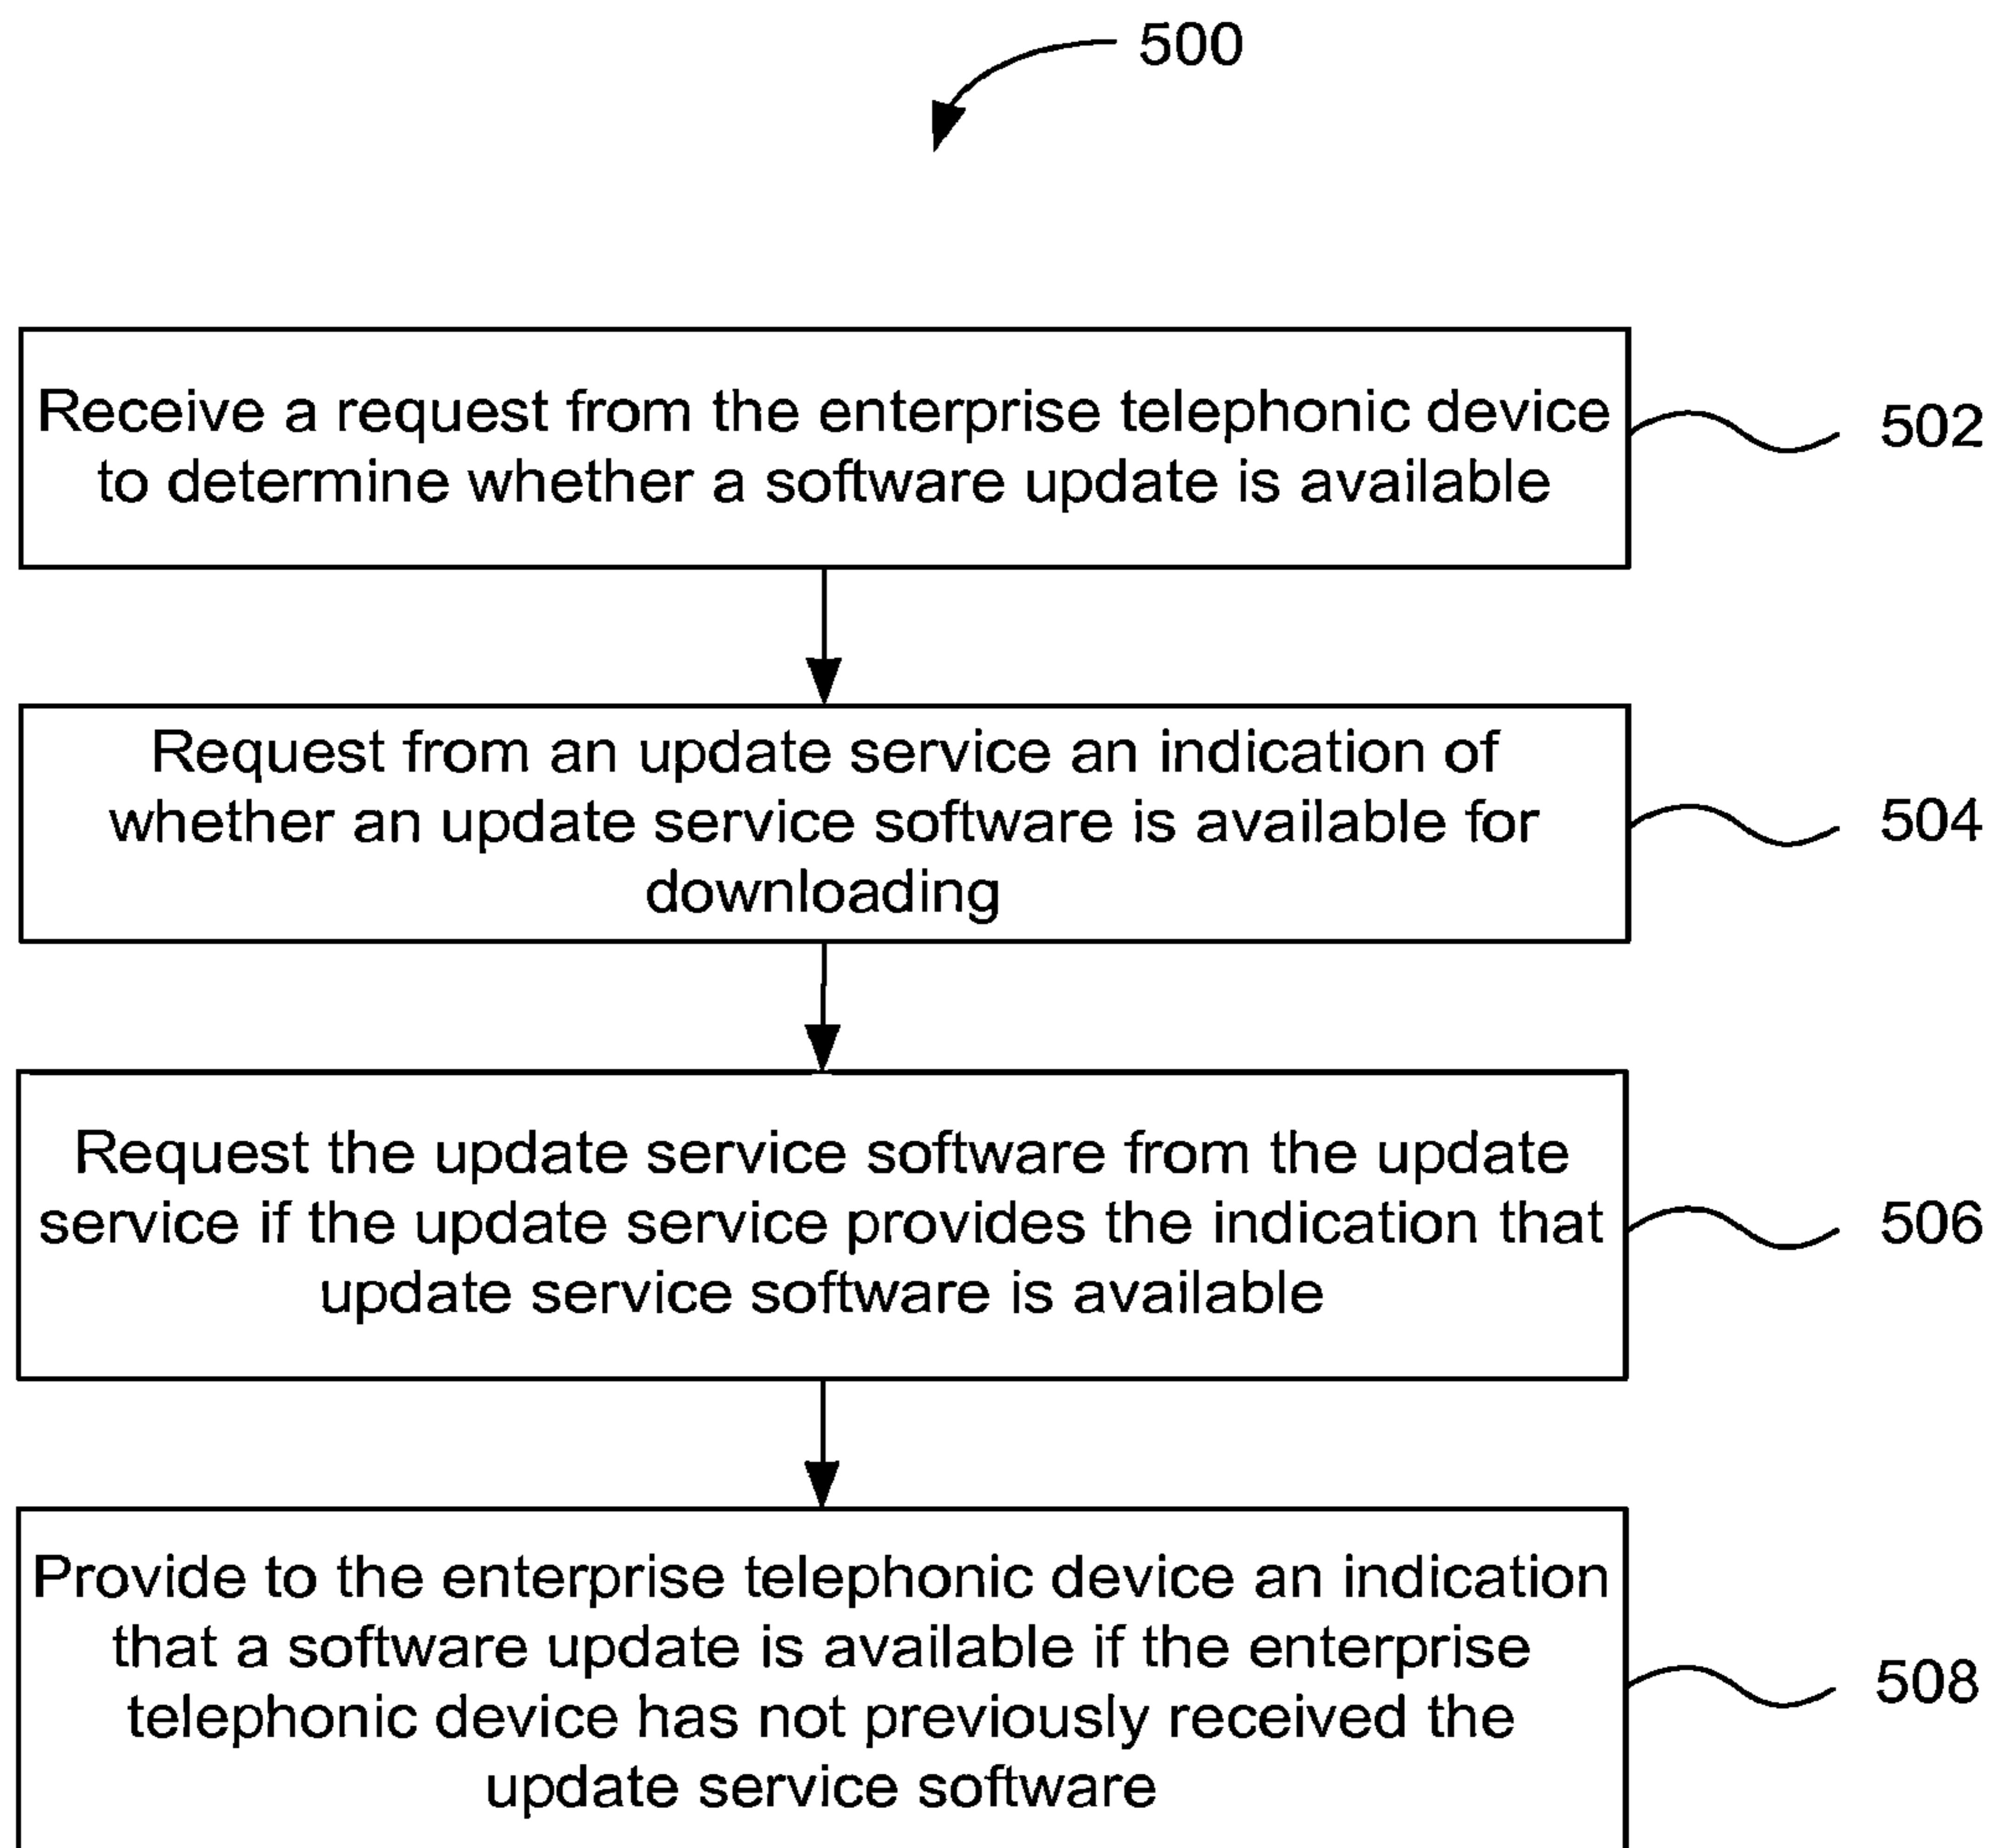 500
Receive a request from the enterprise telephonic device
to determine whether a software update is available
502
Request from an update service an indication of
whether an update service software is available for
downloading
504
Request the update service software from the update
service if the update service provides the indication that
update service software is available
506
Provide to the enterprise telephonic device an indication
that a software update is available if the enterprise
telephonic device has not previously received the
update service software
508